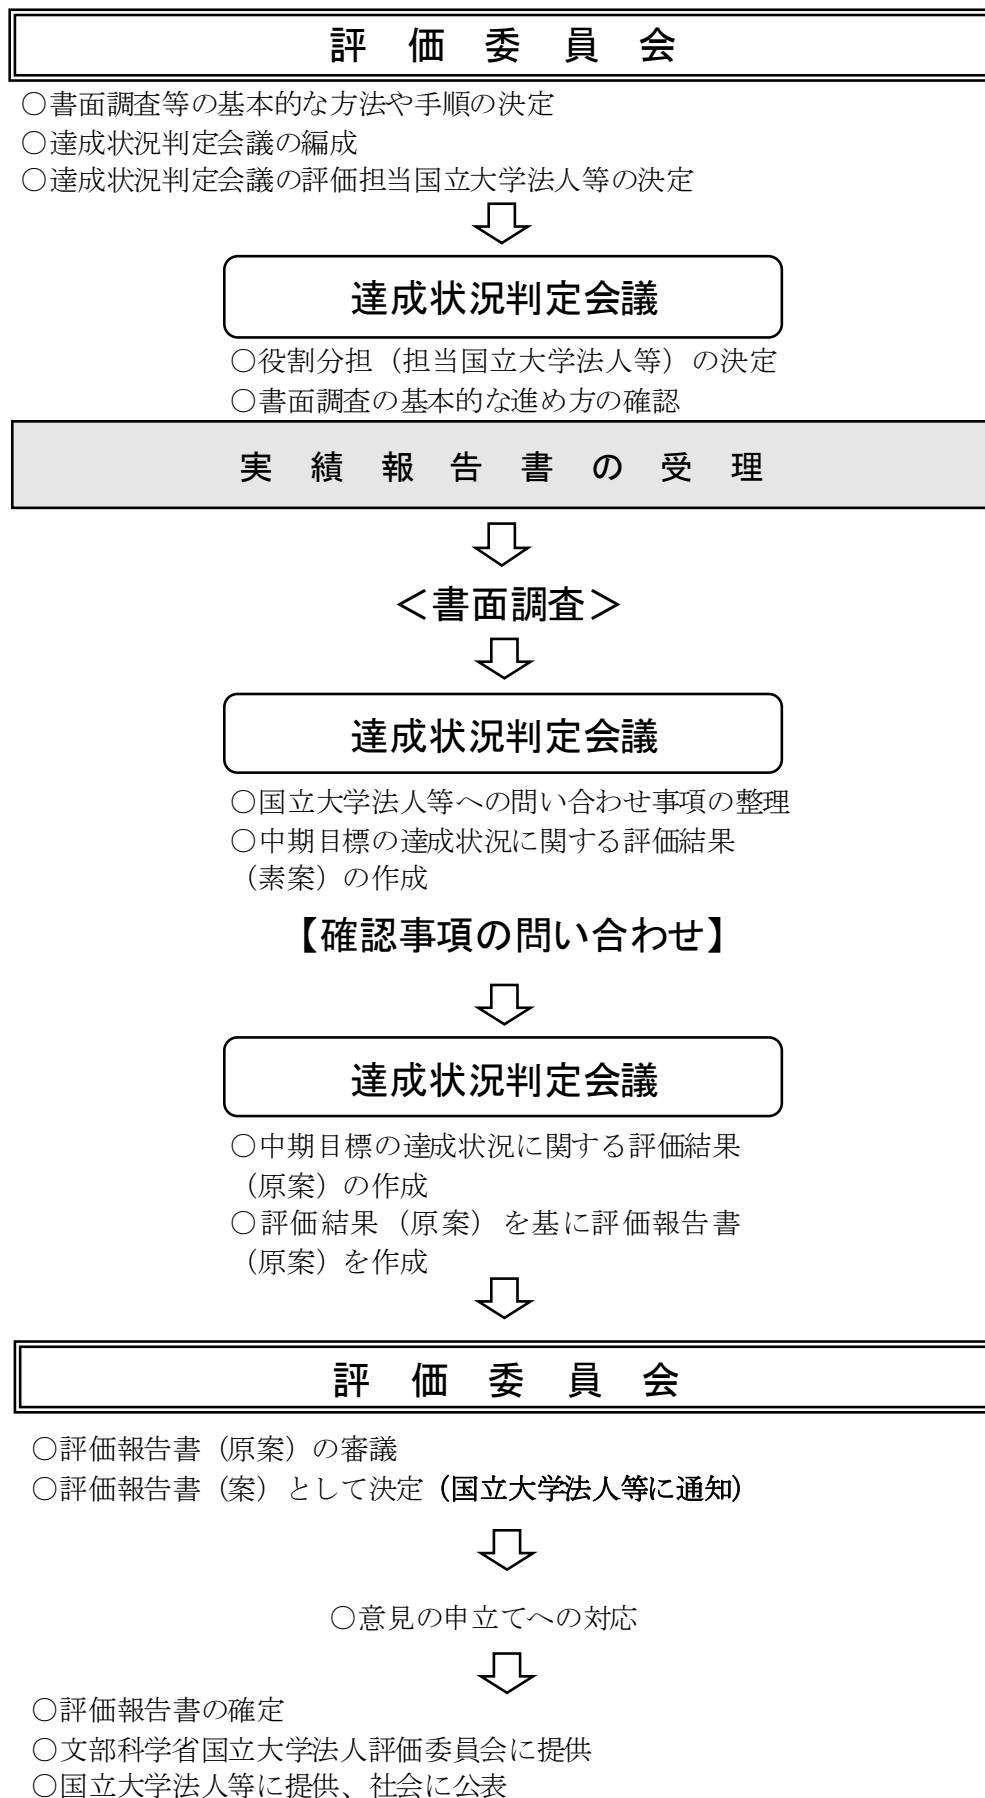 評価委員会
○書面調査等の基本的な方法や手順の決定
○達成状況判定会議の編成
○達成状況判定会議の評価担当国立大学法人等の決定
達成状況判定会議
○役割分担（担当国立大学法人等）の決定
○書面調査の基本的な進め方の確認
実績報告書の受理
＜書面調査＞
達成状況判定会議
○国立大学法人等への問い合わせ事項の整理
○中期目標の達成状況に関する評価結果
（素案）の作成
【確認事項の問い合わせ】
達成状況判定会議
○中期目標の達成状況に関する評価結果
（原案）の作成
○評価結果（原案）を基に評価報告書
（原案）を作成
評価委員会
○評価報告書（原案）の審議
○評価報告書（案）として決定（国立大学法人等に通知）
○意見の申立てへの対応
○評価報告書の確定
○文部科学省国立大学法人評価委員会に提供
○国立大学法人等に提供、社会に公表